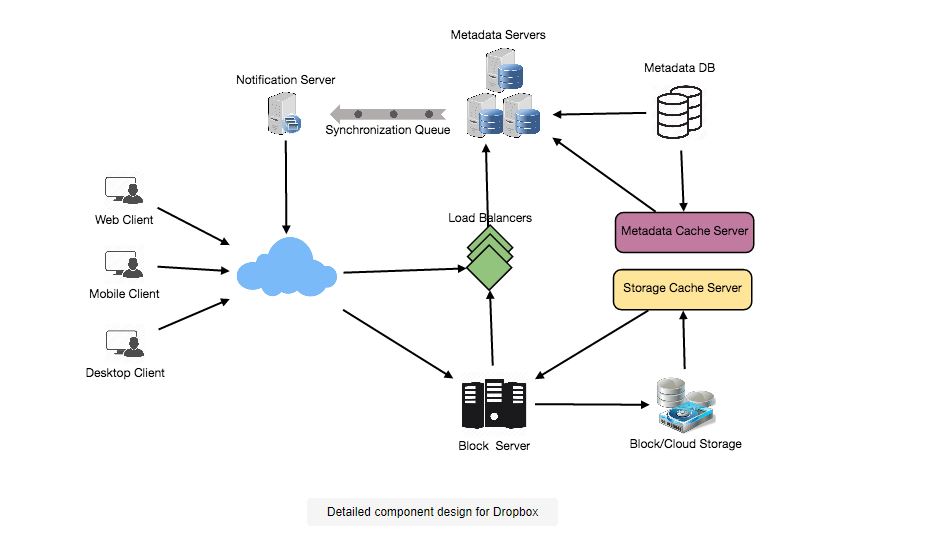 Metadata Servers
Metadata DB
Notification Server
Synchronization Queue
Web Client
Load Balancers
Metadata Cache Server
Mobile Client
Storage Cache Server
Desktop Client
Block Server
Block/Cloud Storage
Detailed component design for Dropbox